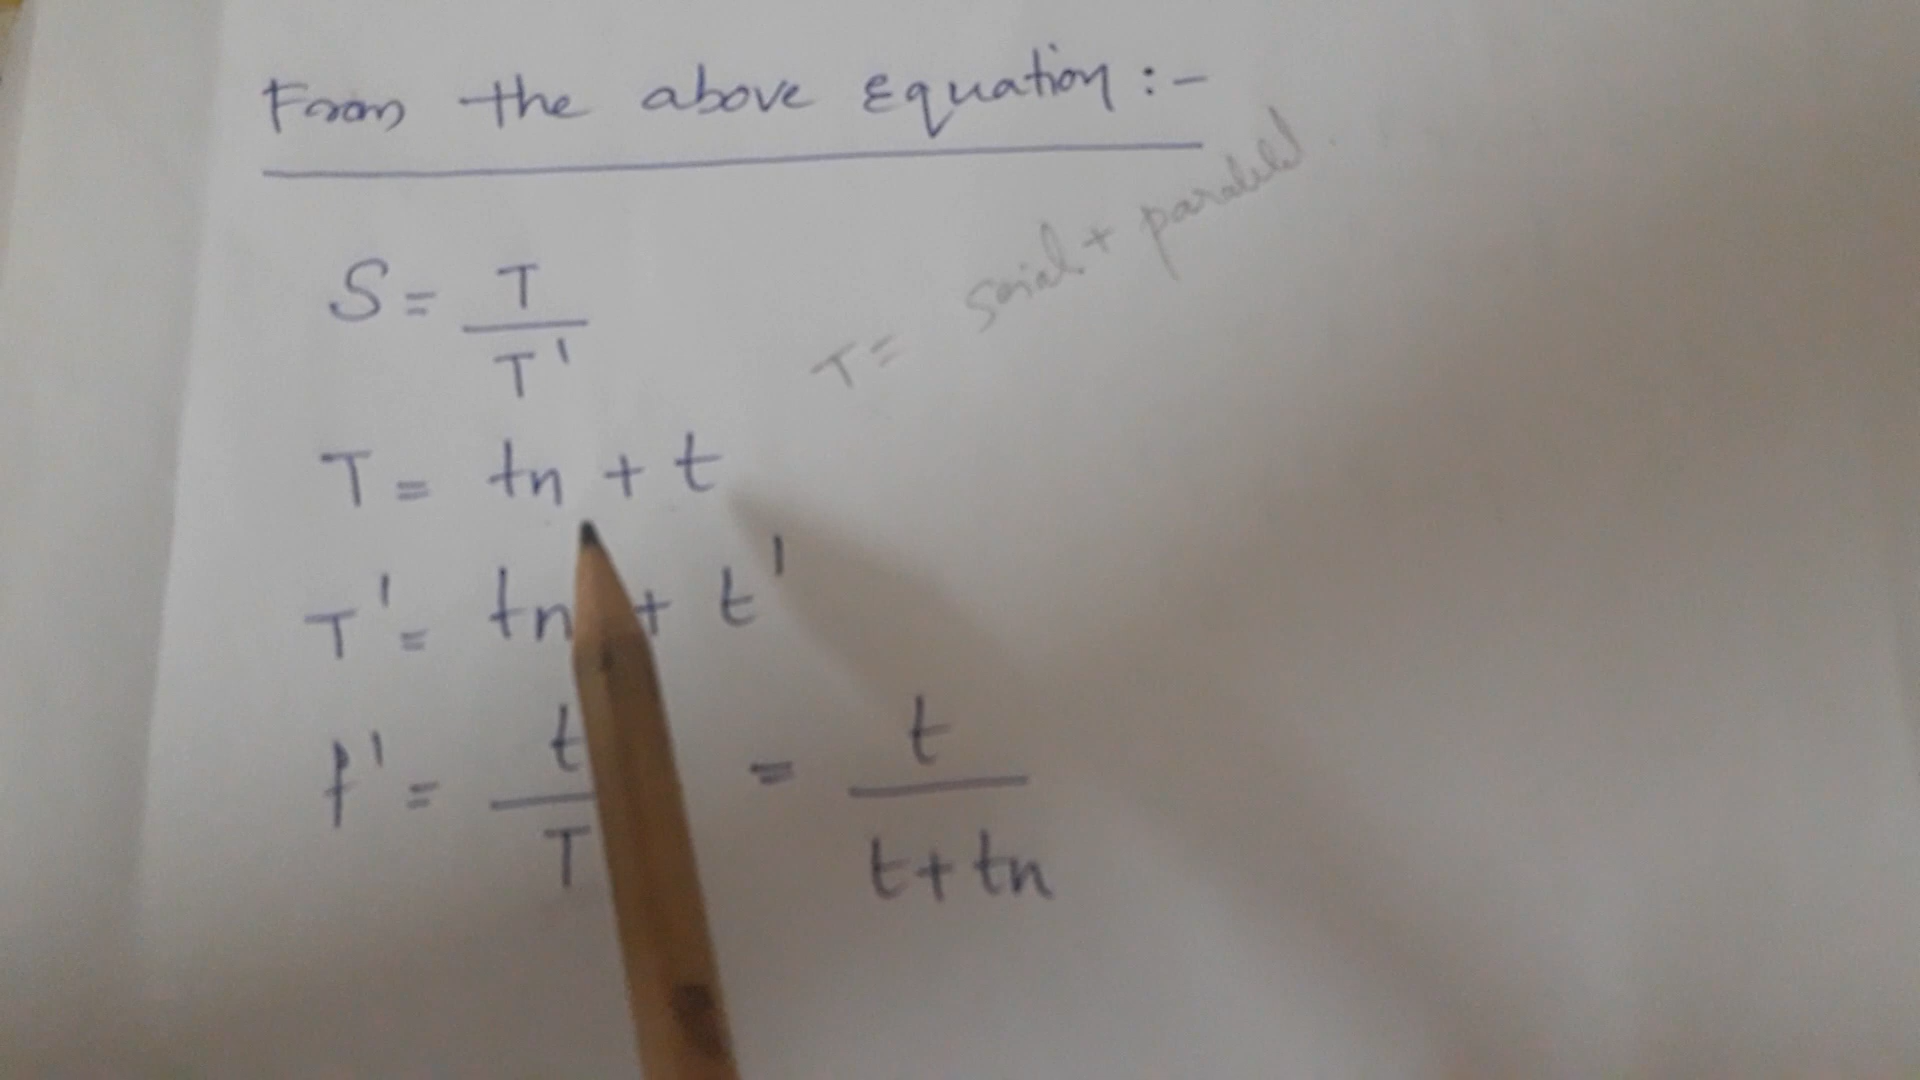 From the above Equation :-
S = T / T'
T = serial + parallel
T = tn + t
T' = tn + t'
f' = t / T = t / t + tn